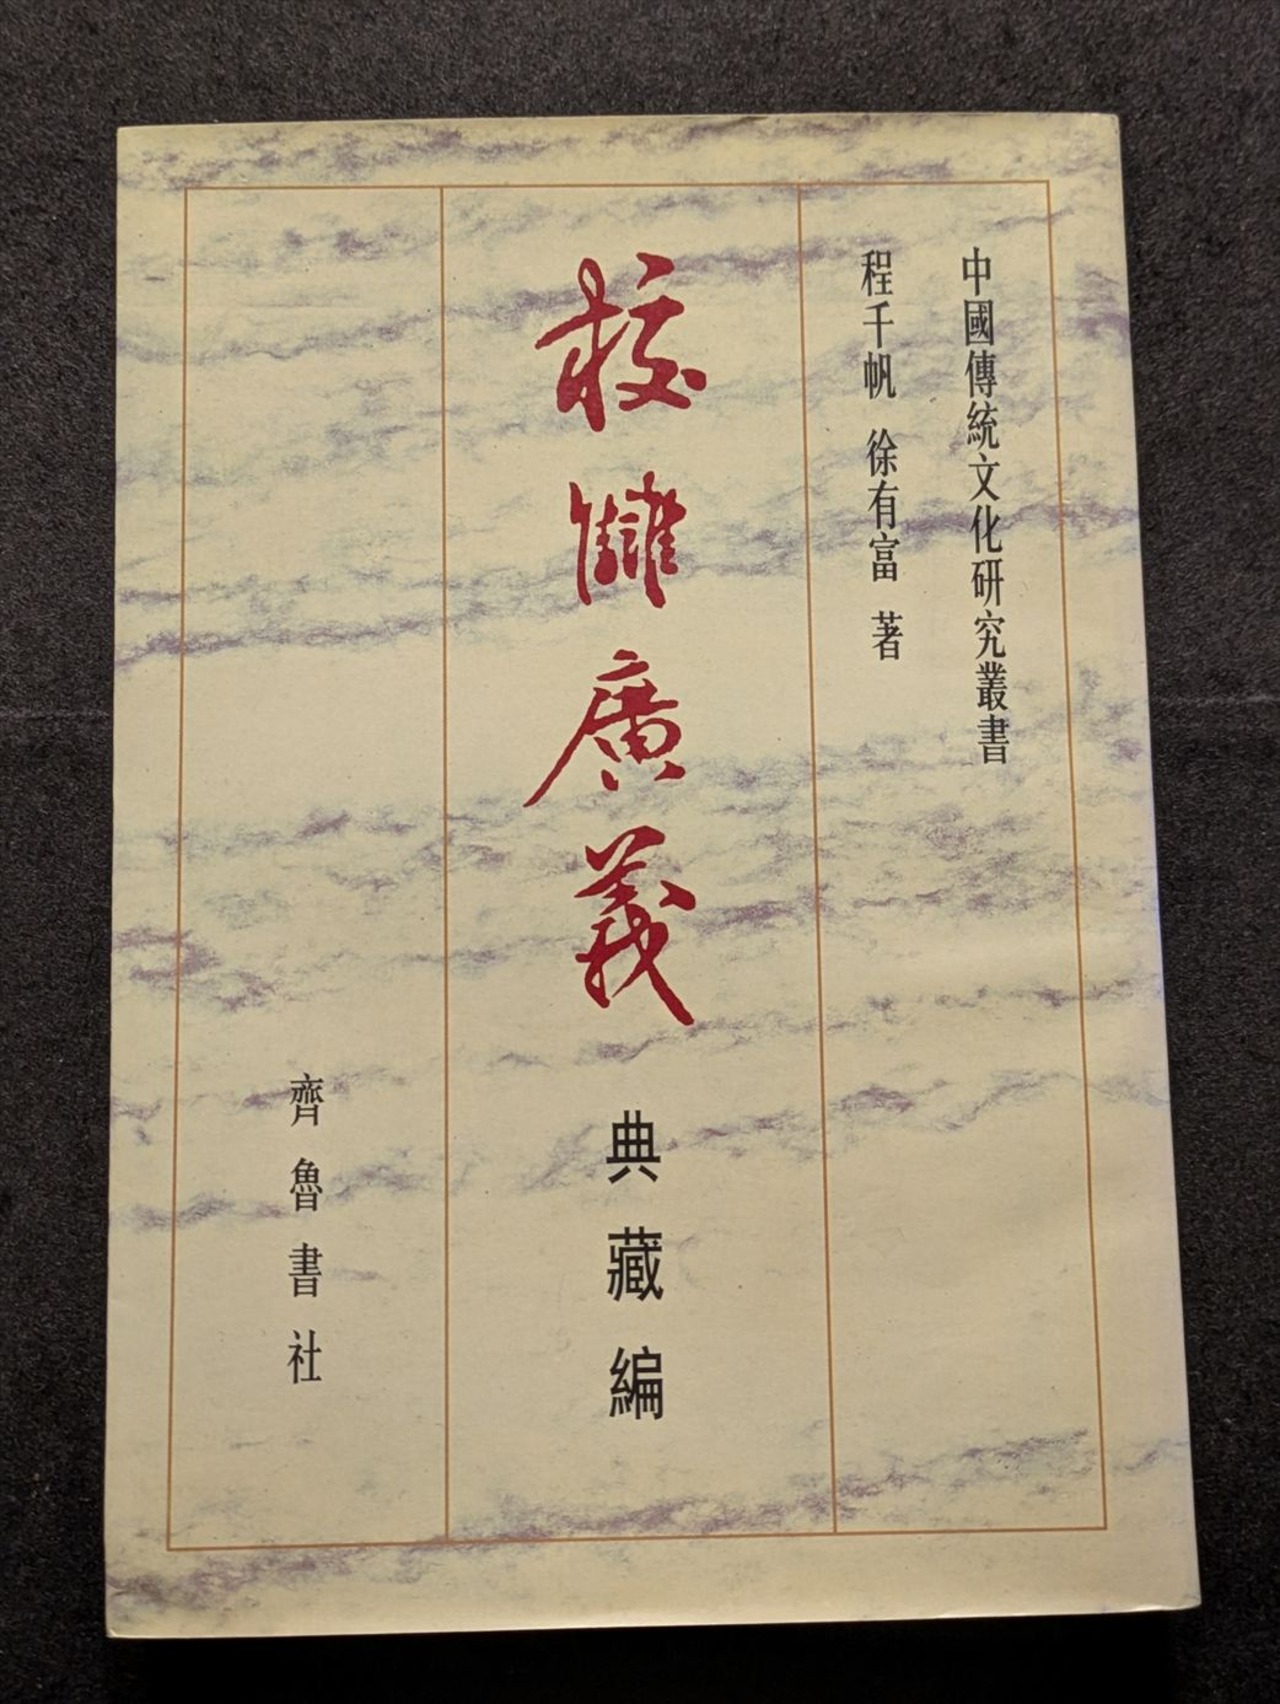 中國傳統文化研究叢書
程千帆 徐有富 著
校讎廣義
典藏編
齊魯書社